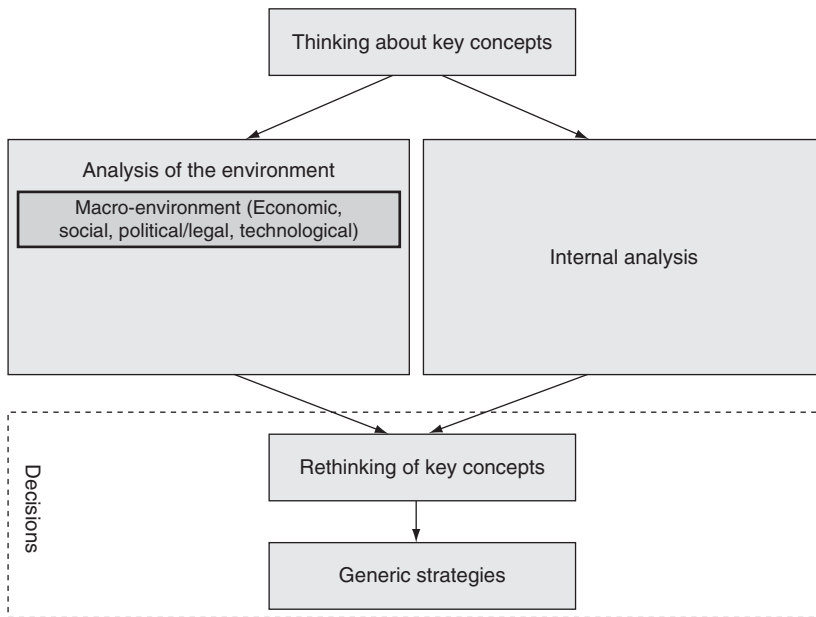 Thinking about key concepts
Analysis of the environment
Macro-environment (Economic,
social, political/legal, technological)
Internal analysis
Decisions
Rethinking of key concepts
Generic strategies